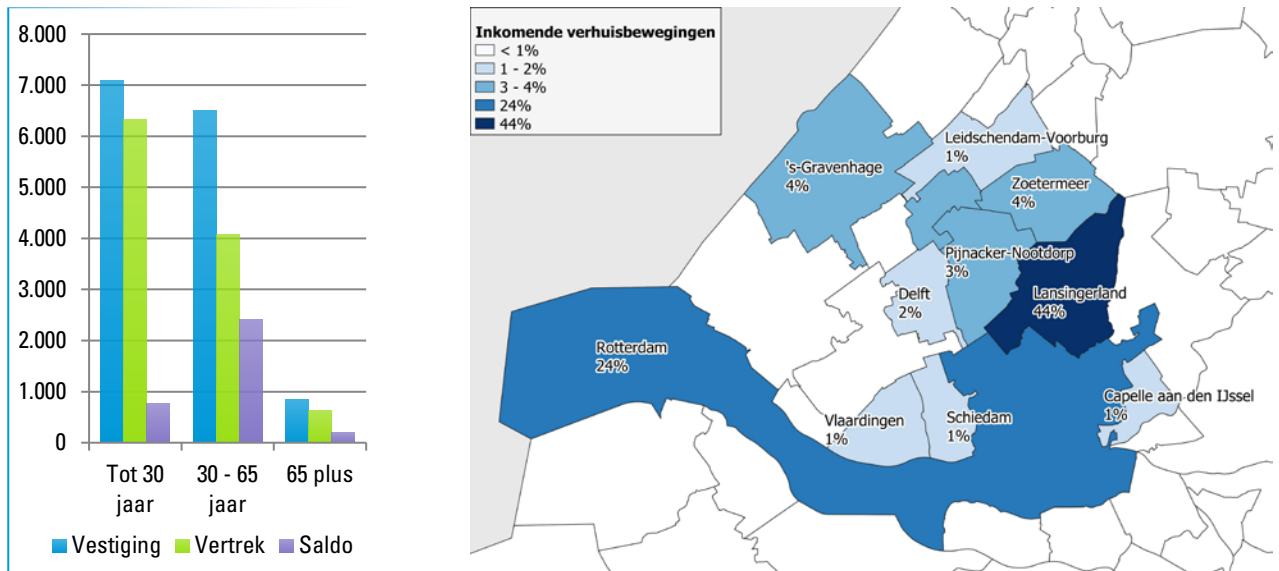 8.000
7.000
6.000
5.000
4.000
3.000
2.000
1.000
0
Tot 30
jaar
30 - 65
jaar
65 plus
Vestiging
Vertrek
Saldo
Inkomende verhuisbewegingen
< 1%
1 - 2%
3 - 4%
24%
44%
Leidschendam-Voorburg
1%
's-Gravenhage
4%
Zoetermeer
4%
Pijnacker-Nootdorp
3%
Delft
2%
Lansingerland
44%
Rotterdam
24%
Capelle aan den IJssel
1%
Vlaardingen
1%
Schiedam
1%